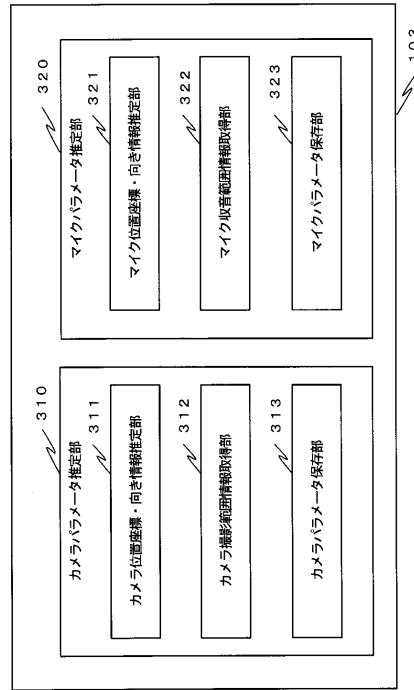 310
カメラパラメータ推定部
311
カメラ位置座標・向き情報推定部
312
カメラ撮影範囲情報取得部
313
カメラパラメータ保存部
320
マイクパラメータ推定部
321
マイク位置座標・向き情報推定部
322
マイク収音範囲情報取得部
323
マイクパラメータ保存部
103